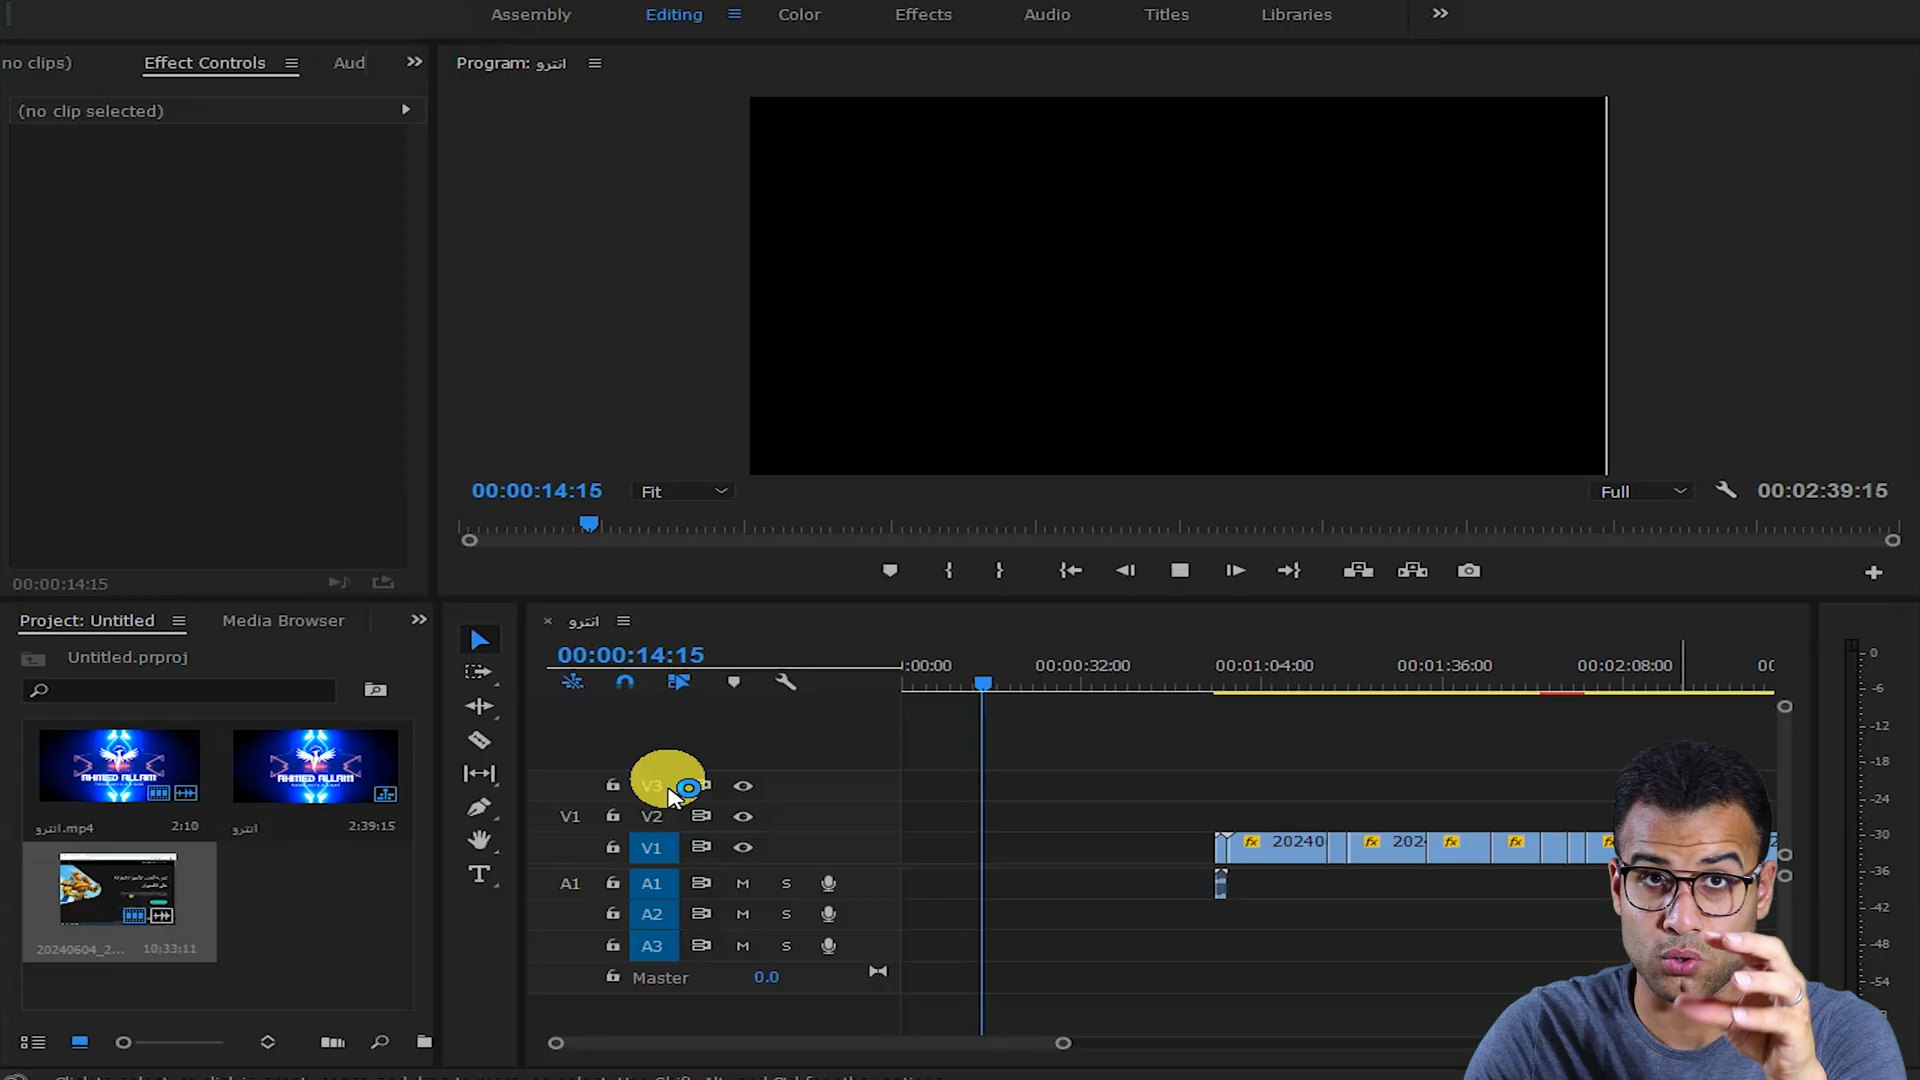 Assembly Editing Color Effects Audio Titles Libraries
no clips) Effect Controls Aud
Program: انترو
(no clip selected)
00:00:14:15 Fit Full 00:02:39:15
00:00:14:15
Project: Untitled Media Browser
Untitled.prproj
AHMED ALLAM AHMED ALLAM
انترو.mp4 2:10 انترو 2:39:15
20240604_2... 10;33;11
انترو
00:00:14:15
:00:00 00:00:32:00 00:01:04:00 00:01:36:00 00:02:08:00
V3
V1 V2
V1
fx 20240 fx 202 fx fx
A1 A1 M S
A2 M S
A3 M S
Master 0.0
0
-6
-12
-18
-24
-30
-36
-42
-48
-54